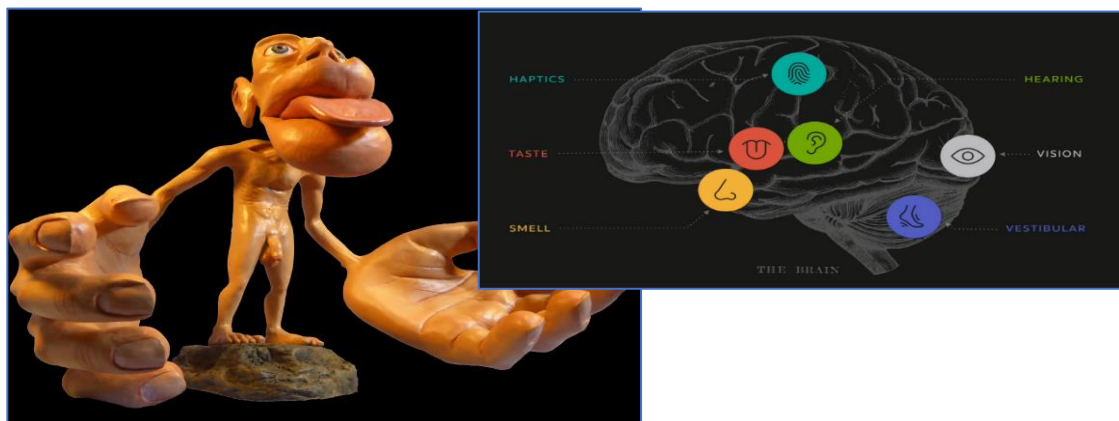 HAPTICS
HEARING
TASTE
VISION
SMELL
VESTIBULAR
THE BRAIN